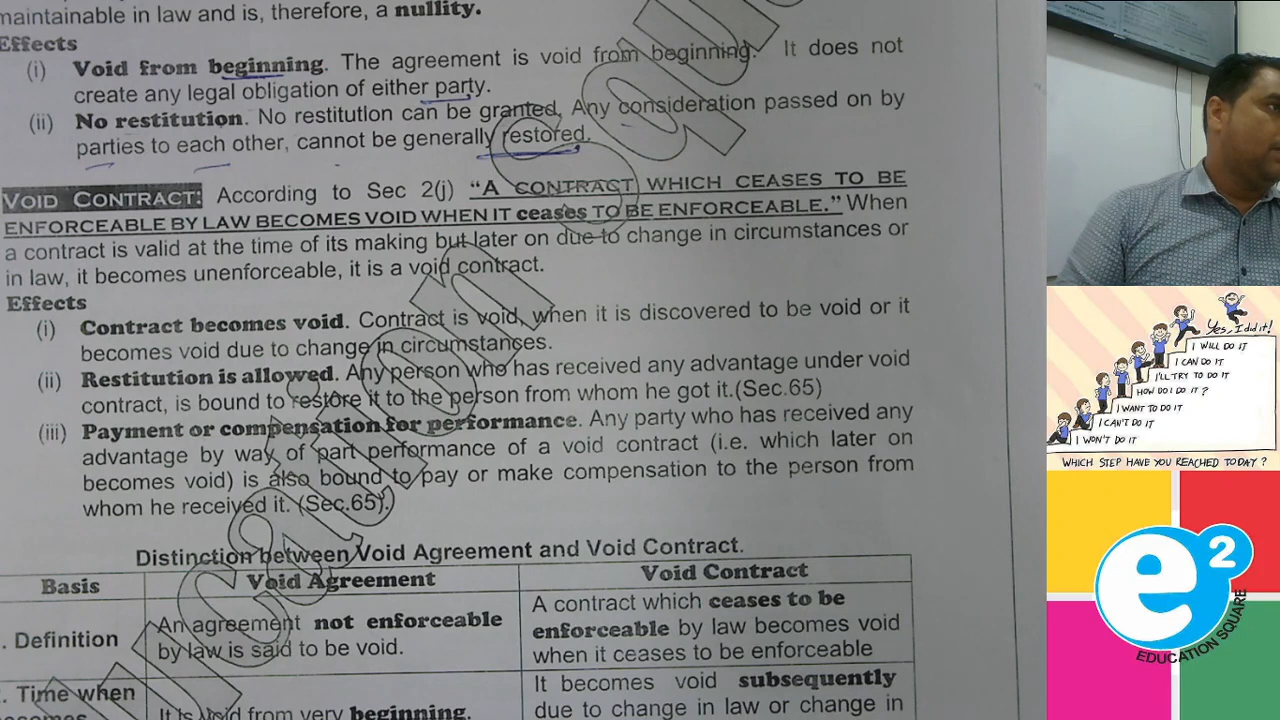 maintainable in law and is, therefore, a nullity.
Effects
(i) Void from beginning. The agreement is void from beginning. It does not
create any legal obligation of either party.
(ii) No restitution. No restitution can be granted. Any consideration passed on by
parties to each other, cannot be generally restored.
VOID CONTRACT: According to Sec 2(j) “A CONTRACT WHICH CEASES TO BE
ENFORCEABLE BY LAW BECOMES VOID WHEN IT ceases TO BE ENFORCEABLE.” When
a contract is valid at the time of its making but later on due to change in circumstances or
in law, it becomes unenforceable, it is a void contract.
Effects
(i) Contract becomes void. Contract is void, when it is discovered to be void or it
becomes void due to change in circumstances.
(ii) Restitution is allowed. Any person who has received any advantage under void
contract, is bound to restore it to the person from whom he got it.(Sec.65)
(iii) Payment or compensation for performance. Any party who has received any
advantage by way of part performance of a void contract (i.e. which later on
becomes void) is also bound to pay or make compensation to the person from
whom he received it. (Sec.65).
Distinction between Void Agreement and Void Contract.
Basis Void Agreement Void Contract
. Definition
An agreement not enforceable
by law is said to be void.
A contract which ceases to be
enforceable by law becomes void
when it ceases to be enforceable
. Time when
It is void from very beginning.
It becomes void subsequently
due to change in law or change in
Yes, I did it!
I WILL DO IT
I CAN DO IT
I'LL TRY TO DO IT
HOW DO I DO IT?
I WANT TO DO IT
I CAN'T DO IT
I WON'T DO IT
WHICH STEP HAVE YOU REACHED TODAY?
e2
EDUCATION SQUARE